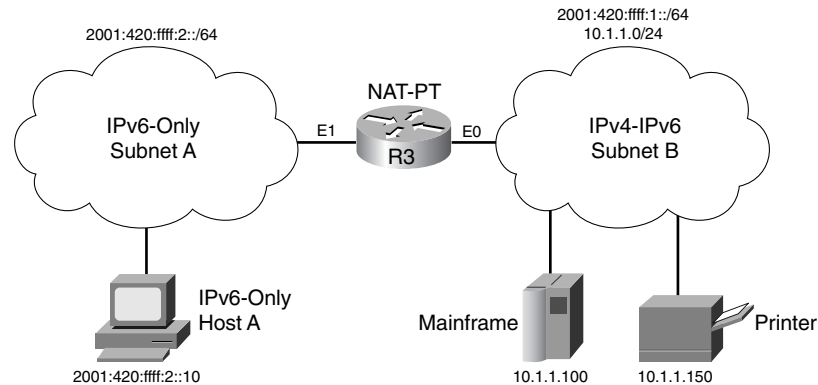 2001:420:ffff:2::/64
2001:420:ffff:1::/64
10.1.1.0/24
NAT-PT
IPv6-Only
Subnet A
E1
R3
E0
IPv4-IPv6
Subnet B
IPv6-Only
Host A
2001:420:ffff:2::10
Mainframe
10.1.1.100
Printer
10.1.1.150